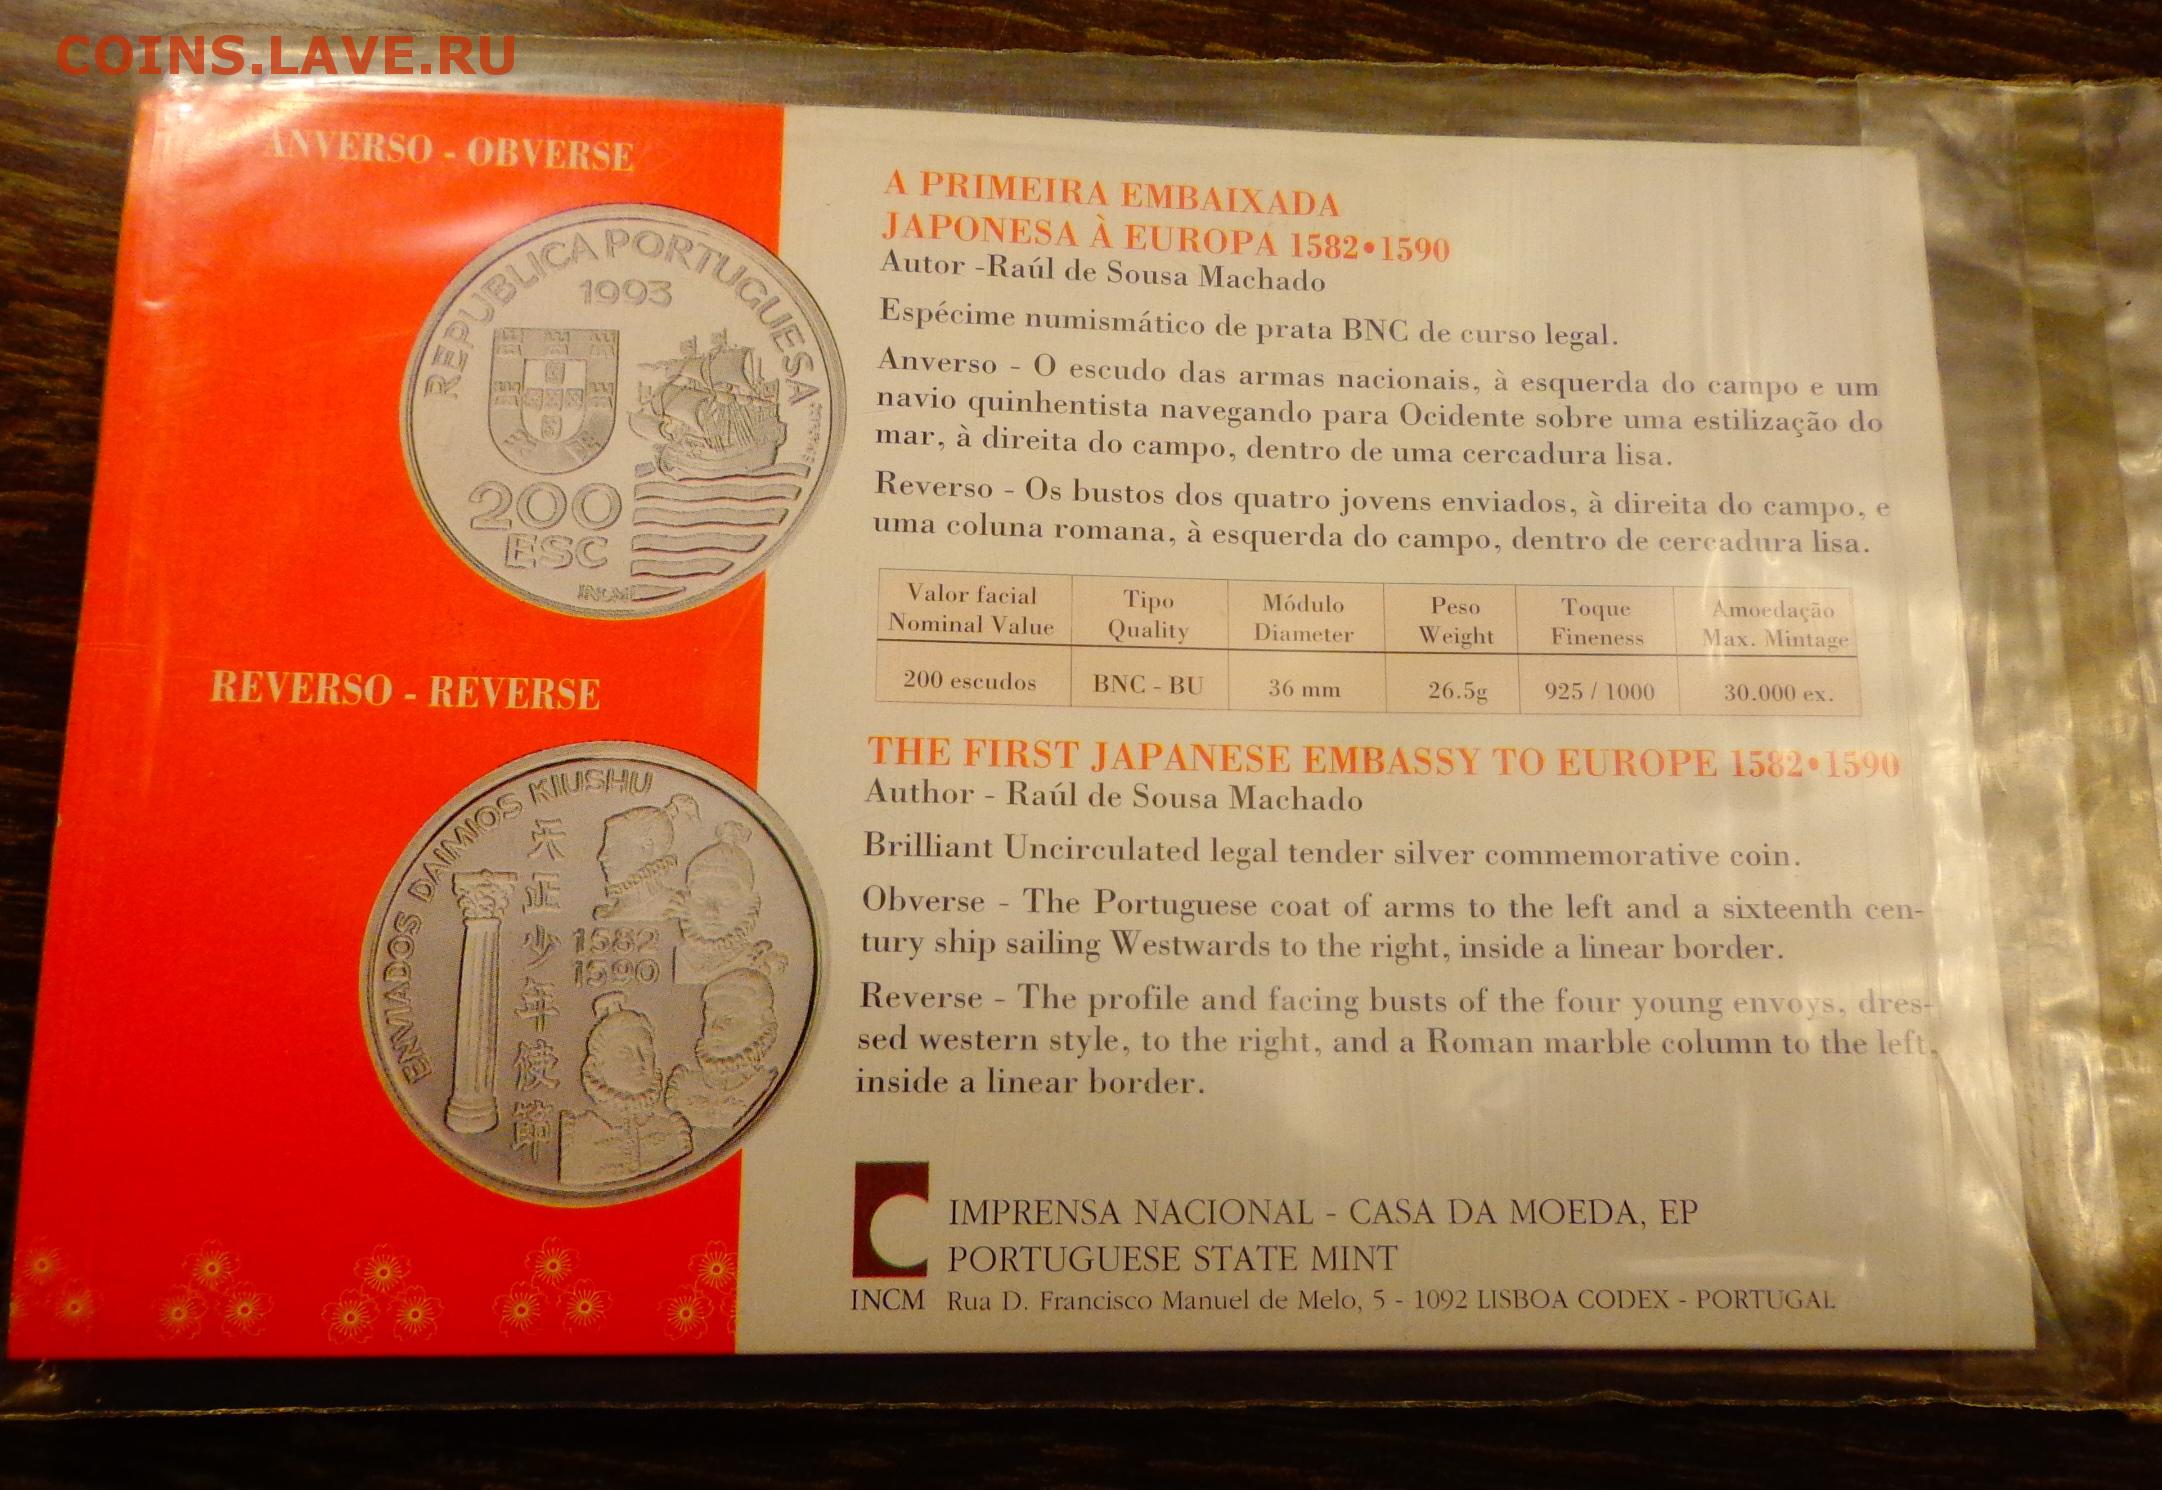 COINS.LAVE.RU
ANVERSO - OBVERSE
REPUBLICA PORTUGUESA
1993
200
ESC
INCM
REVERSO - REVERSE
ENVIADOS DAIMIOS KIUSHU
天正少年使節
1582
1590
A PRIMEIRA EMBAIXADA
JAPONESA À EUROPA 1582•1590
Autor -Raúl de Sousa Machado
Espécime numismático de prata BNC de curso legal.
Anverso - O escudo das armas nacionais, à esquerda do campo e um
navio quinhentista navegando para Ocidente sobre uma estilização do
mar, à direita do campo, dentro de uma cercadura lisa.
Reverso - Os bustos dos quatro jovens enviados, à direita do campo, e
uma coluna romana, à esquerda do campo, dentro de cercadura lisa.
Valor facial Tipo Módulo Peso Toque Amoedação
Nominal Value Quality Diameter Weight Fineness Max. Mintage
200 escudos BNC - BU 36 mm 26.5g 925 / 1000 30.000 ex.
THE FIRST JAPANESE EMBASSY TO EUROPE 1582•1590
Author - Raúl de Sousa Machado
Brilliant Uncirculated legal tender silver commemorative coin.
Obverse - The Portuguese coat of arms to the left and a sixteenth cen-
tury ship sailing Westwards to the right, inside a linear border.
Reverse - The profile and facing busts of the four young envoys, dres-
sed western style, to the right, and a Roman marble column to the left,
inside a linear border.
IMPRENSA NACIONAL - CASA DA MOEDA, EP
PORTUGUESE STATE MINT
INCM Rua D. Francisco Manuel de Melo, 5 - 1092 LISBOA CODEX - PORTUGAL